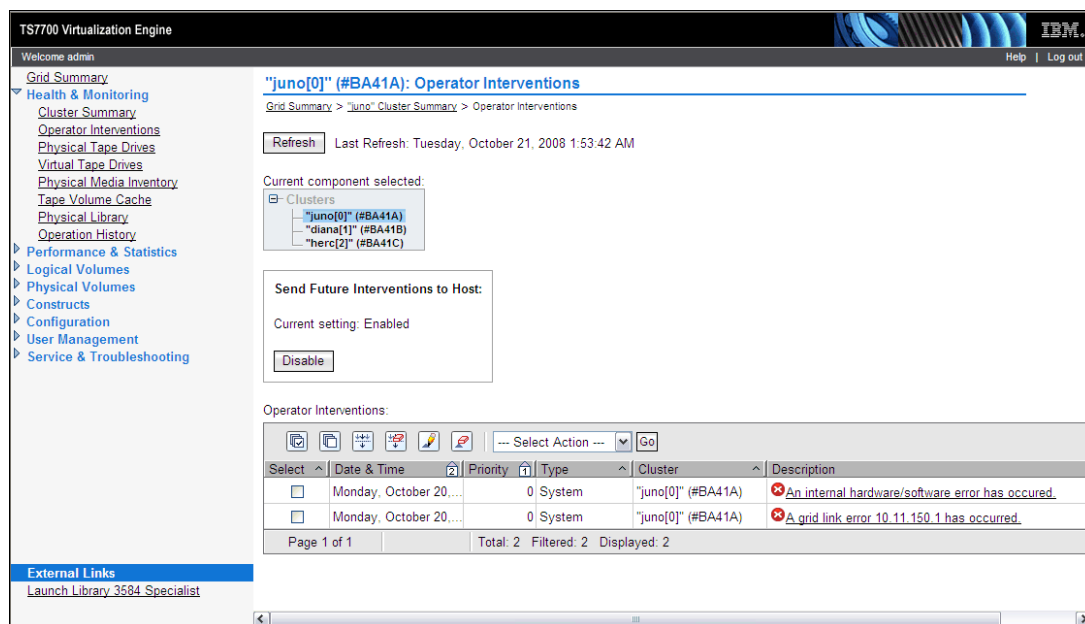 TS7700 Virtualization Engine
IBM.
Welcome admin
Help | Log out
Grid Summary
Health & Monitoring
Cluster Summary
Operator Interventions
Physical Tape Drives
Virtual Tape Drives
Physical Media Inventory
Tape Volume Cache
Physical Library
Operation History
Performance & Statistics
Logical Volumes
Physical Volumes
Constructs
Configuration
User Management
Service & Troubleshooting
External Links
Launch Library 3584 Specialist
"juno[0]" (#BA41A): Operator Interventions
Grid Summary > "juno" Cluster Summary > Operator Interventions
Refresh Last Refresh: Tuesday, October 21, 2008 1:53:42 AM
Current component selected:
Clusters
"juno[0]" (#BA41A)
"diana[1]" (#BA41B)
"herc[2]" (#BA41C)
Send Future Interventions to Host:
Current setting: Enabled
Disable
Operator Interventions:
--- Select Action --- Go
Select Date & Time 2 Priority 1 Type Cluster Description
Monday, October 20,... 0 System "juno[0]" (#BA41A) An internal hardware/software error has occured.
Monday, October 20,... 0 System "juno[0]" (#BA41A) A grid link error 10.11.150.1 has occurred.
Page 1 of 1 Total: 2 Filtered: 2 Displayed: 2